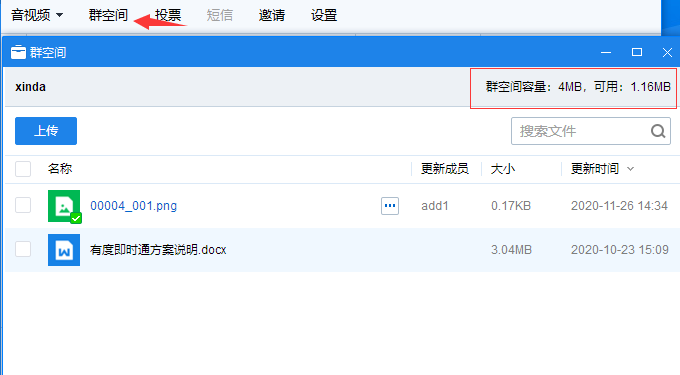 音视频 群空间 投票 短信 邀请 设置
群空间
xinda 群空间容量：4MB，可用：1.16MB
上传 搜索文件
名称 更新成员 大小 更新时间
00004_001.png add1 0.17KB 2020-11-26 14:34
有度即时通方案说明.docx 3.04MB 2020-10-23 15:09